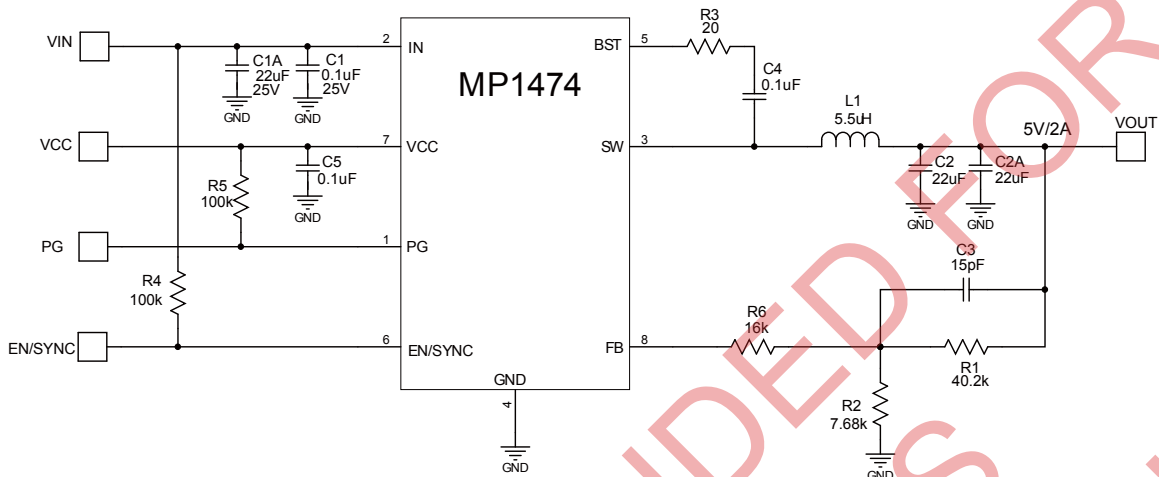 VIN
2
IN
C1A
22uF
25V
GND
C1
0.1uF
25V
GND
MP1474
BST
5
R3
20
C4
0.1uF
L1
5.5uH
5V/2A
VOUT
VCC
7
VCC
SW
3
R5
100k
C5
0.1uF
GND
C2
22uF
GND
C2A
22uF
GND
PG
1
PG
C3
15pF
R4
100k
R6
16k
EN/SYNC
6
EN/SYNC
FB
8
R1
40.2k
GND
4
GND
R2
7.68k
GND
FOR